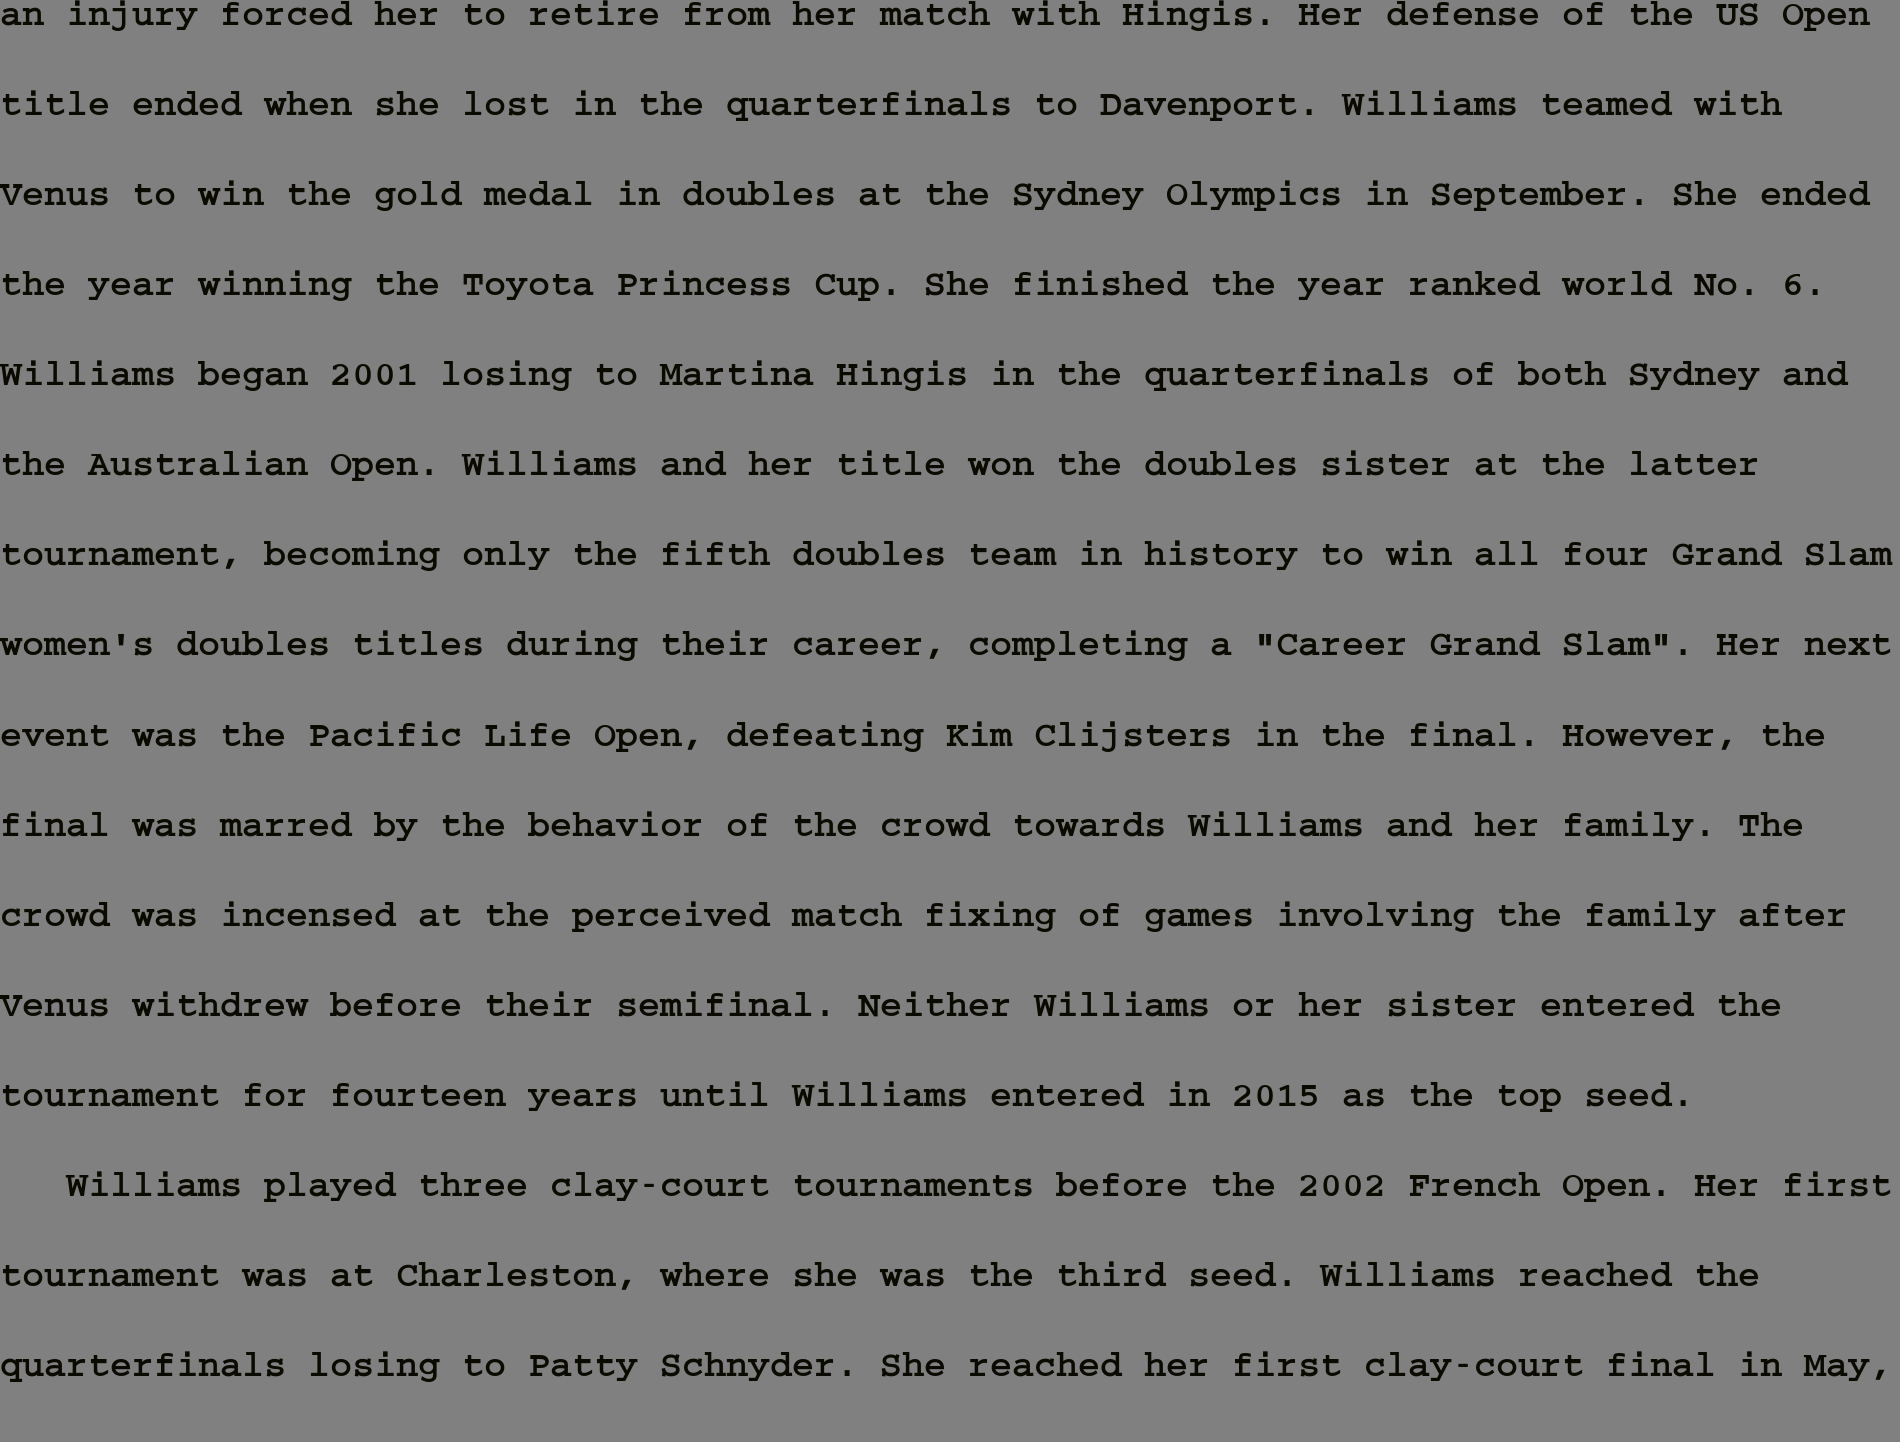 an injury forced her to retire from her match with Hingis. Her defense of the US Open
title ended when she lost in the quarterfinals to Davenport. Williams teamed with
Venus to win the gold medal in doubles at the Sydney Olympics in September. She ended
the year winning the Toyota Princess Cup. She finished the year ranked world No. 6.
Williams began 2001 losing to Martina Hingis in the quarterfinals of both Sydney and
the Australian Open. Williams and her title won the doubles sister at the latter
tournament, becoming only the fifth doubles team in history to win all four Grand Slam
women's doubles titles during their career, completing a "Career Grand Slam". Her next
event was the Pacific Life Open, defeating Kim Clijsters in the final. However, the
final was marred by the behavior of the crowd towards Williams and her family. The
crowd was incensed at the perceived match fixing of games involving the family after
Venus withdrew before their semifinal. Neither Williams or her sister entered the
tournament for fourteen years until Williams entered in 2015 as the top seed.
Williams played three clay-court tournaments before the 2002 French Open. Her first
tournament was at Charleston, where she was the third seed. Williams reached the
quarterfinals losing to Patty Schnyder. She reached her first clay-court final in May,